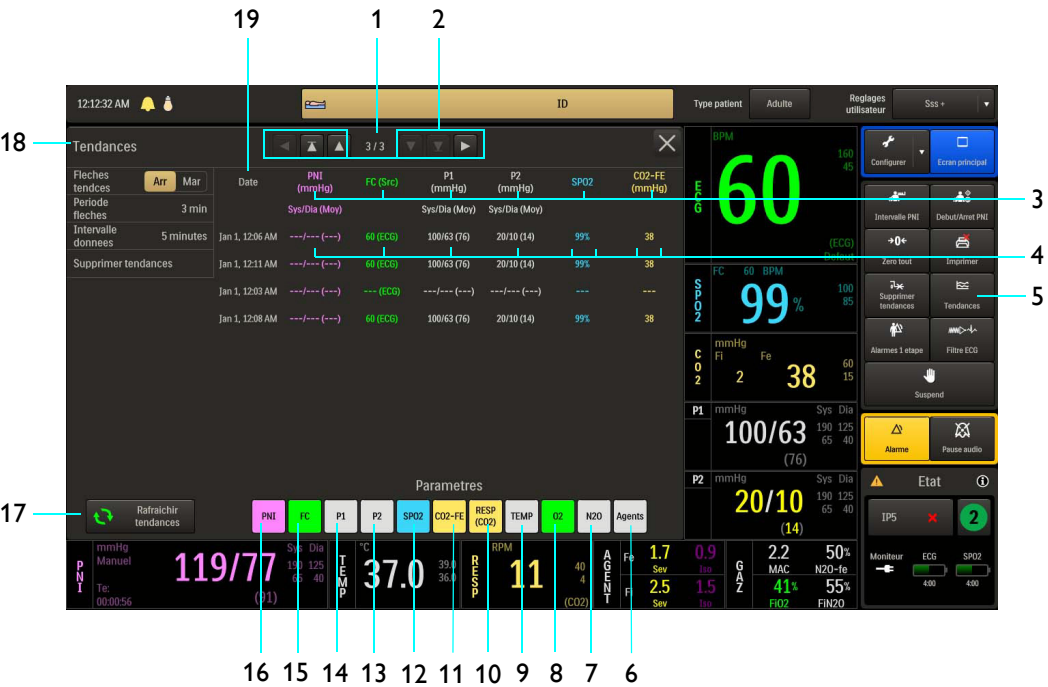 19 1 2
12:12:32 AM ID Type patient Adulte Reglages utilisateur Sss +
18 Tendances 3 / 3
Fleches tendces Arr Mar
Periode fleches 3 min
Intervalle donnees 5 minutes
Supprimer tendances
Date PNI (mmHg) FC (Src) P1 (mmHg) P2 (mmHg) SPO2 CO2-FE (mmHg)
Sys/Dia (Moy) Sys/Dia (Moy) Sys/Dia (Moy)
Jan 1, 12:06 AM ---/--- (---) 60 (ECG) 100/63 (76) 20/10 (14) 99% 38
Jan 1, 12:11 AM ---/--- (---) 60 (ECG) 100/63 (76) 20/10 (14) 99% 38
Jan 1, 12:03 AM ---/--- (---) --- (ECG) ---/--- (---) ---/--- (---) --- ---
Jan 1, 12:08 AM ---/--- (---) 60 (ECG) 100/63 (76) 20/10 (14) 99% 38
3
4
5
ECG BPM 60 160 45 (ECG) Defaut
SPO2 FC 60 BPM 99% 100 85
CO2 mmHg Fi 2 Fe 38 60 15
P1 mmHg 100/63 (76) Sys Dia 190 125 65 40
P2 mmHg 20/10 (14) Sys Dia 190 125 65 40
Configurer Ecran principal
Intervalle PNI Debut/Arret PNI
→0← Zero tout Imprimer
Supprimer tendances Tendances
Alarmes 1 etape Filtre ECG
Suspend
Alarme Pause audio
Etat
IP5 2
Moniteur ECG SPO2
4:00 4:00
Parametres
17 Rafraichir tendances
PNI FC P1 P2 SPO2 CO2-FE RESP (CO2) TEMP O2 N2O Agents
PNI mmHg Manuel Te: 00:00:56 119/77 (91) Sys Dia 190 125 65 40
TEMP °C 37.0 39.0 36.0
RESP RPM 11 40 4 (CO2)
AGENT Fe 1.7 Sev 0.9 Iso
Fi 2.5 Sev 1.5 Iso
GAZ 2.2 MAC 50% N2O-fe
41% FiO2 55% FiN2O
16 15 14 13 12 11 10 9 8 7 6